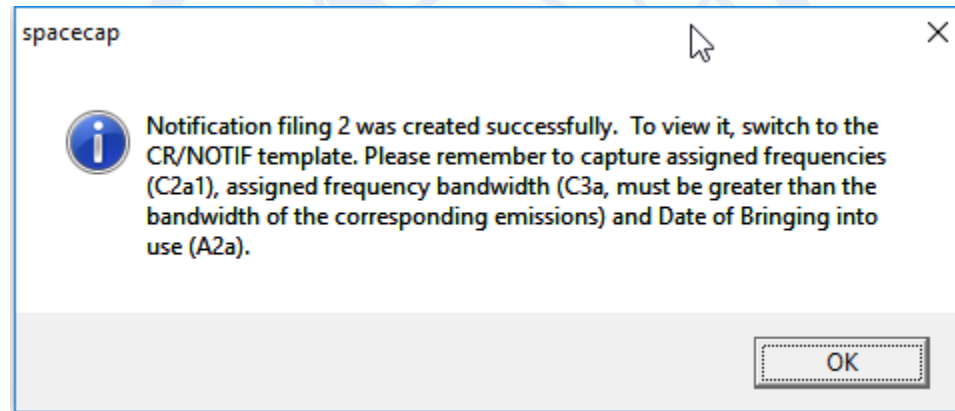 spacecap
Notification filing 2 was created successfully.  To view it, switch to the
CR/NOTIF template. Please remember to capture assigned frequencies
(C2a1), assigned frequency bandwidth (C3a, must be greater than the
bandwidth of the corresponding emissions) and Date of Bringing into
use (A2a).
OK